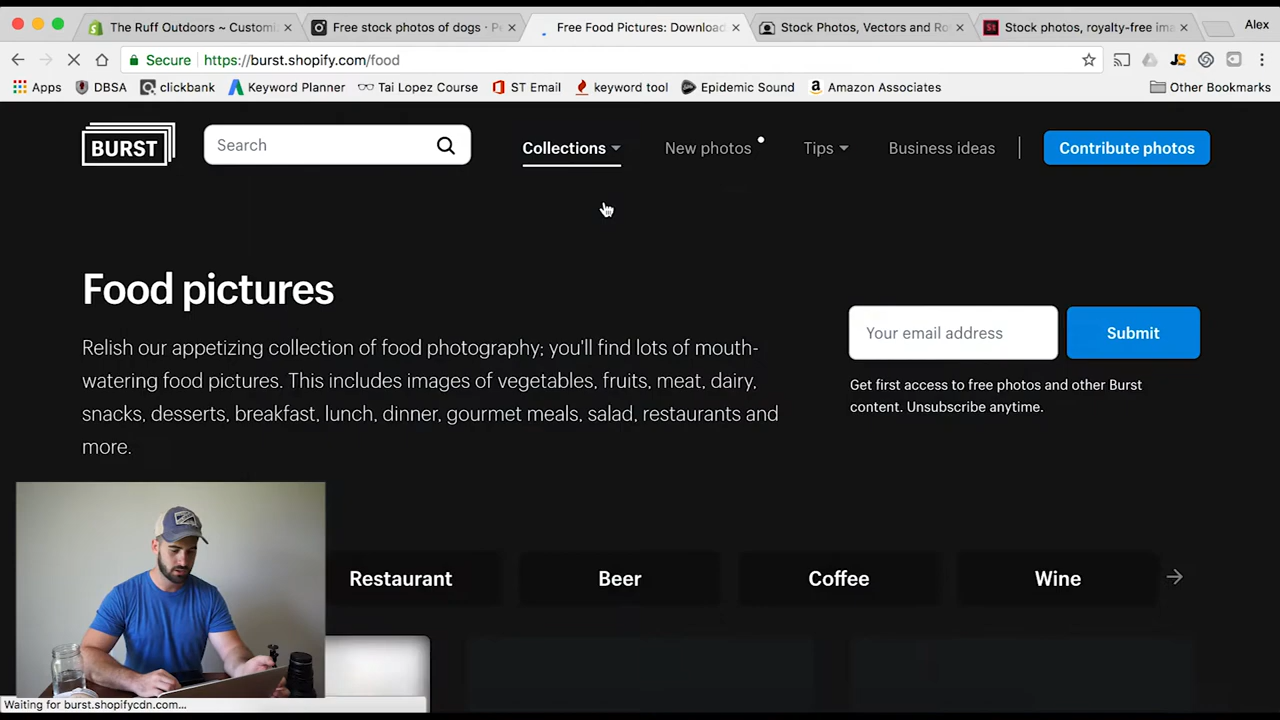 The Ruff Outdoors ~ Customi
Free stock photos of dogs · Pe
Free Food Pictures: Download
Stock Photos, Vectors and Ro
Stock photos, royalty-free ima
Alex
Secure https://burst.shopify.com/food
Apps DBSA clickbank Keyword Planner Tai Lopez Course ST Email keyword tool Epidemic Sound Amazon Associates Other Bookmarks
BURST Search Collections New photos Tips Business ideas Contribute photos
Food pictures
Relish our appetizing collection of food photography; you'll find lots of mouth-
watering food pictures. This includes images of vegetables, fruits, meat, dairy,
snacks, desserts, breakfast, lunch, dinner, gourmet meals, salad, restaurants and
more.
Your email address Submit
Get first access to free photos and other Burst
content. Unsubscribe anytime.
Restaurant Beer Coffee Wine
Waiting for burst.shopifycdn.com...